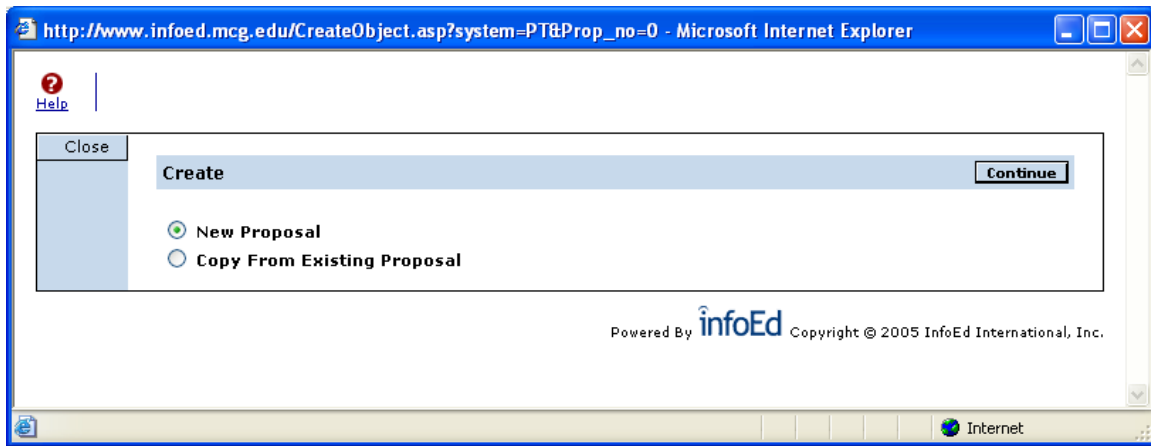 http://www.infoed.mcg.edu/CreateObject.asp?system=PT&Prop_no=0 - Microsoft Internet Explorer
Help
Close
Create Continue
New Proposal
Copy From Existing Proposal
Powered By infoEd Copyright © 2005 InfoEd International, Inc.
Internet